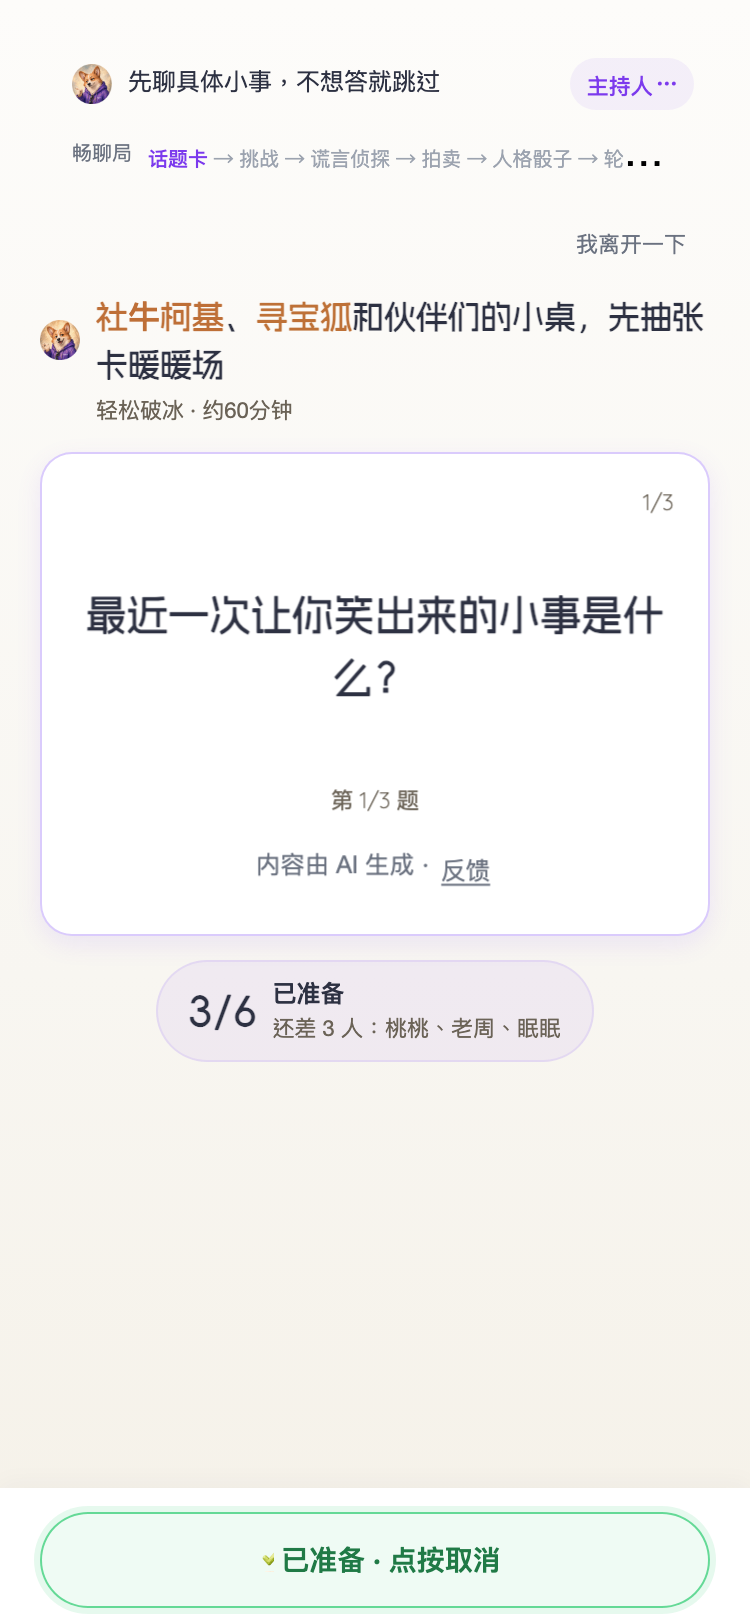 先聊具体小事，不想答就跳过
主持人 ···
畅聊局
话题卡 → 挑战 → 谎言侦探 → 拍卖 → 人格骰子 → 轮...
我离开一下
社牛柯基、寻宝狐和伙伴们的小桌，先抽张
卡暖暖场
轻松破冰 · 约60分钟
1/3
最近一次让你笑出来的小事是什
么？
第 1/3 题
内容由 AI 生成 · 反馈
3/6
已准备
还差 3 人：桃桃、老周、眠眠
已准备 · 点按取消